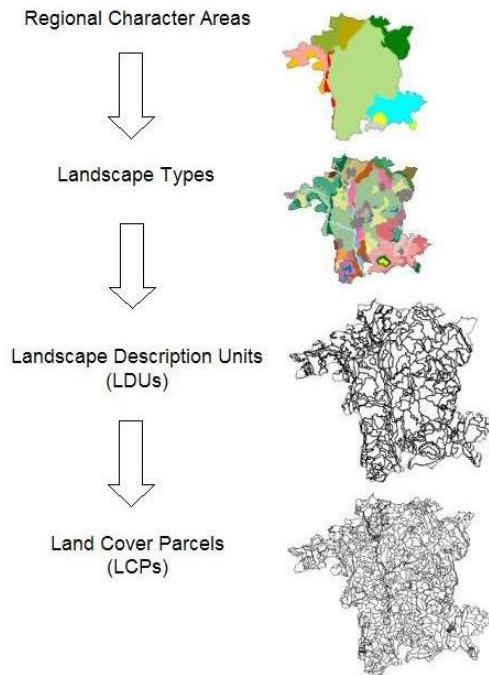 Regional Character Areas
Landscape Types
Landscape Description Units
(LDUs)
Land Cover Parcels
(LCPs)